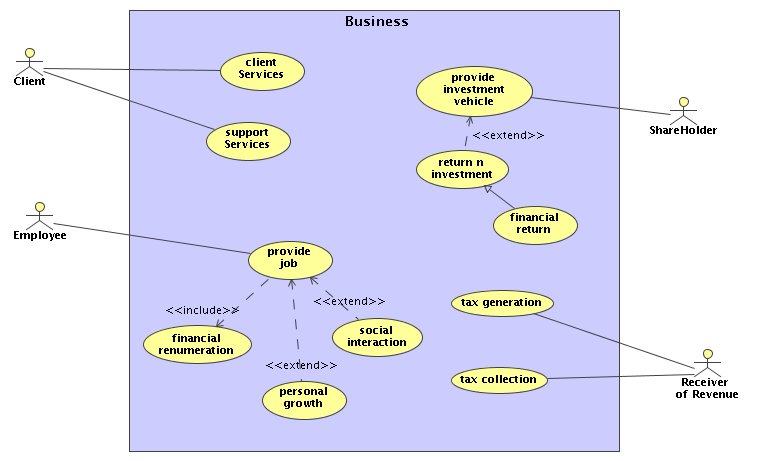 Business
Client
client
Services
support
Services
provide
investment
vehicle
ShareHolder
<<extend>>
return n
investment
financial
return
Employee
provide
job
<<include>>
<<extend>>
financial
renumeration
social
interaction
<<extend>>
personal
growth
tax generation
tax collection
Receiver
of Revenue